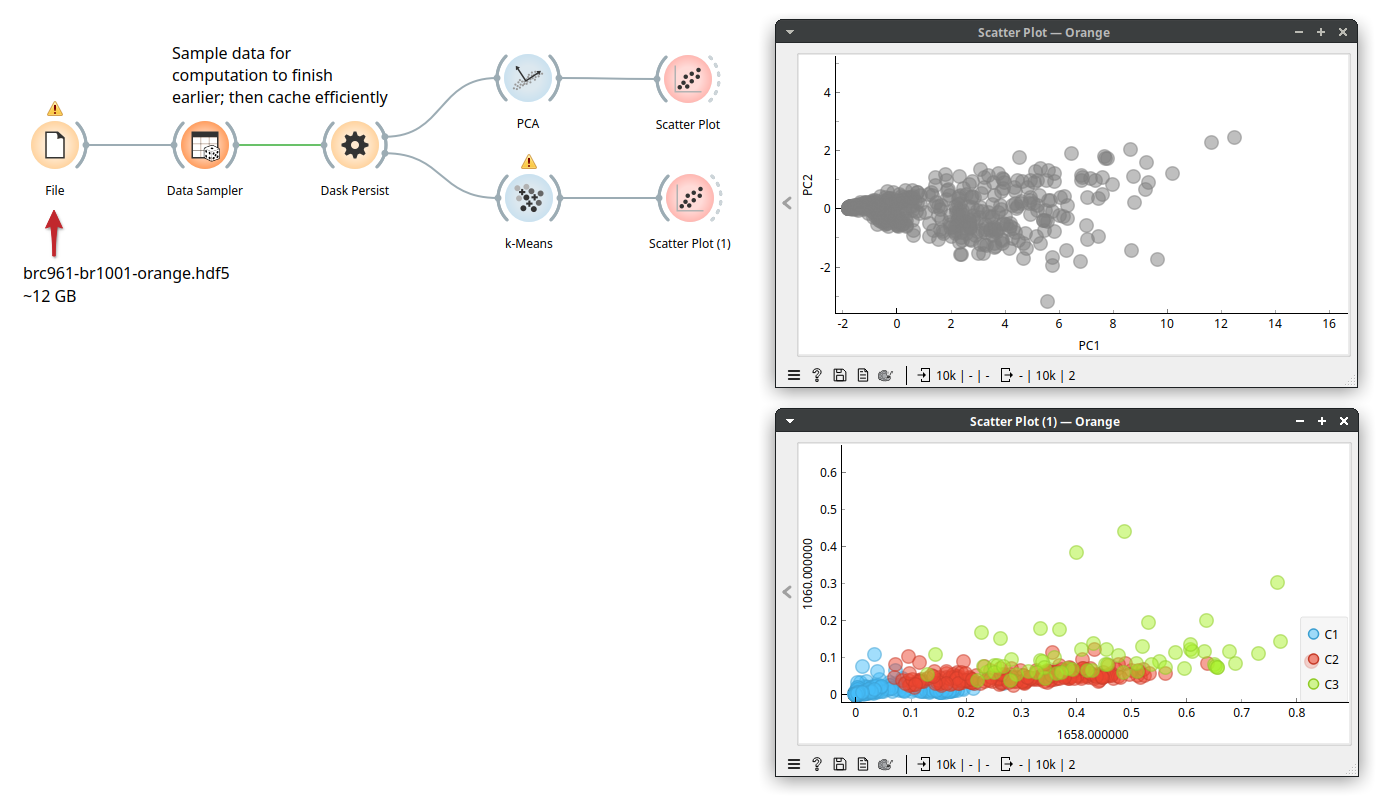 Sample data for
computation to finish
earlier; then cache efficiently
File
Data Sampler
Dask Persist
PCA
Scatter Plot
k-Means
Scatter Plot (1)
brc961-br1001-orange.hdf5
~12 GB
Scatter Plot — Orange
PC2
4
2
0
-2
-2 0 2 4 6 8 10 12 14 16
PC1
10k | - | - - | 10k | 2
Scatter Plot (1) — Orange
1060.000000
0.6
0.5
0.4
0.3
0.2
0.1
0
C1
C2
C3
0 0.1 0.2 0.3 0.4 0.5 0.6 0.7 0.8
1658.000000
10k | - | - - | 10k | 2